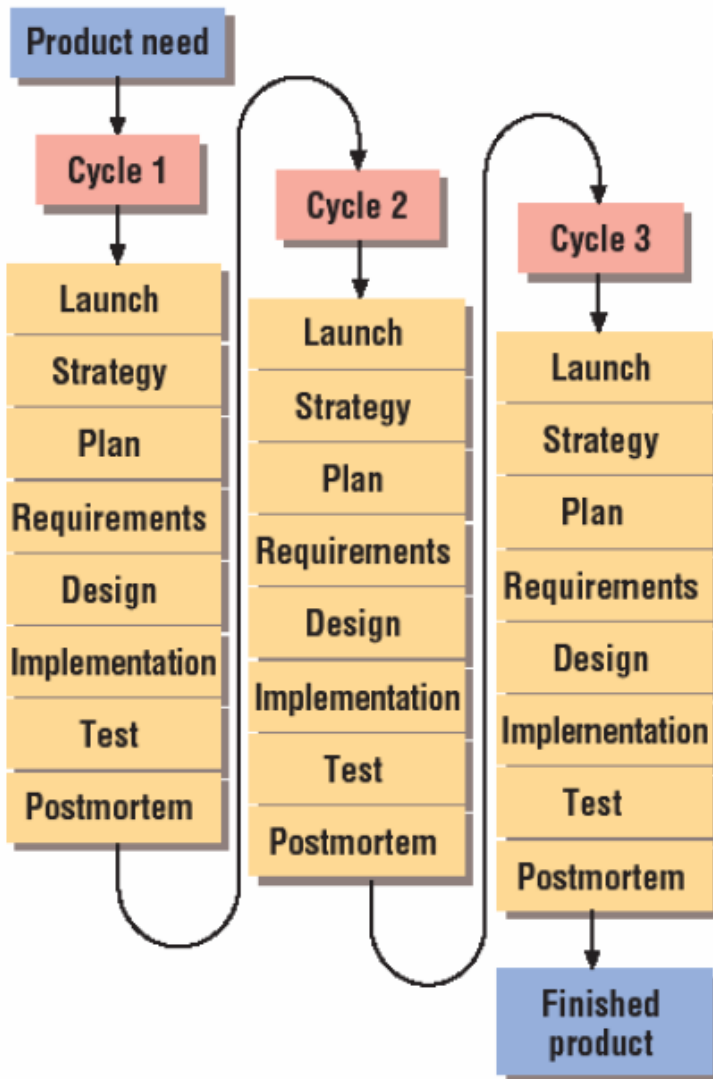 Product need
Cycle 1
Launch
Strategy
Plan
Requirements
Design
Implementation
Test
Postmortem
Cycle 2
Launch
Strategy
Plan
Requirements
Design
Implementation
Test
Postmortem
Cycle 3
Launch
Strategy
Plan
Requirements
Design
Implementation
Test
Postmortem
Finished
product